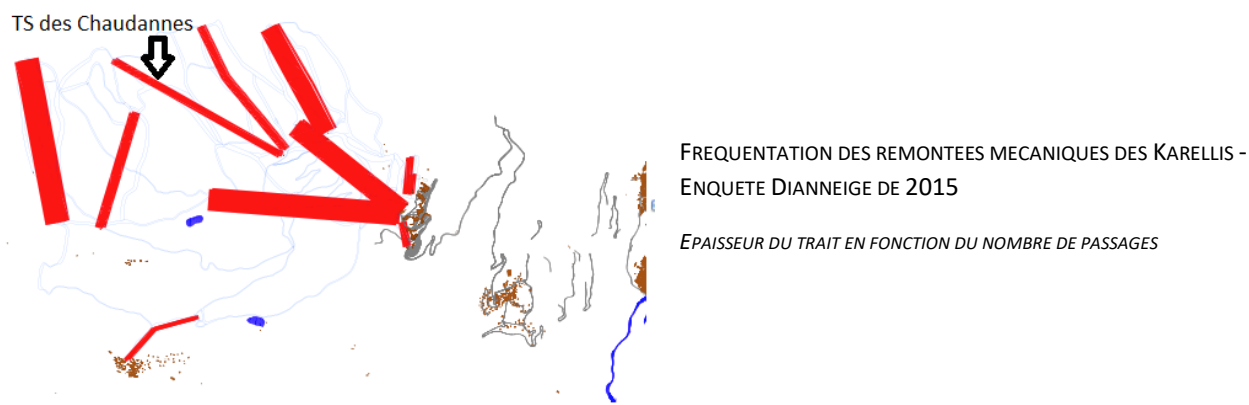 TS des Chaudannes
FREQUENTATION DES REMONTEES MECANIQUES DES KARELLIS -
ENQUETE DIANNEIGE DE 2015
EPAISSEUR DU TRAIT EN FONCTION DU NOMBRE DE PASSAGES